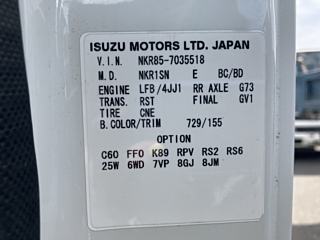 ISUZU MOTORS LTD. JAPAN
V.I.N. NKR85-7035518
M.D. NKR1SN E BC/BD
ENGINE LFB/4JJ1 RR AXLE G73
TRANS. RST FINAL GV1
TIRE CNE
B.COLOR/TRIM 729/155
OPTION
C60 FF0 K89 RPV RS2 RS6
25W 6WD 7VP 8GJ 8JM